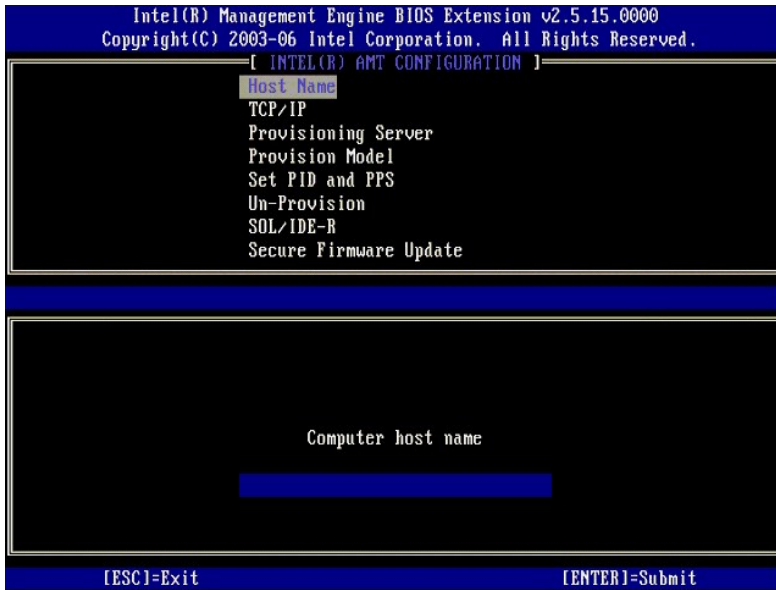 Intel(R) Management Engine BIOS Extension v2.5.15.0000
Copyright(C) 2003-06 Intel Corporation. All Rights Reserved.
[ INTEL(R) AMT CONFIGURATION ]
Host Name
TCP/IP
Provisioning Server
Provision Model
Set PID and PPS
Un-Provision
SOL/IDE-R
Secure Firmware Update
Computer host name
[ESC]=Exit [ENTER]=Submit